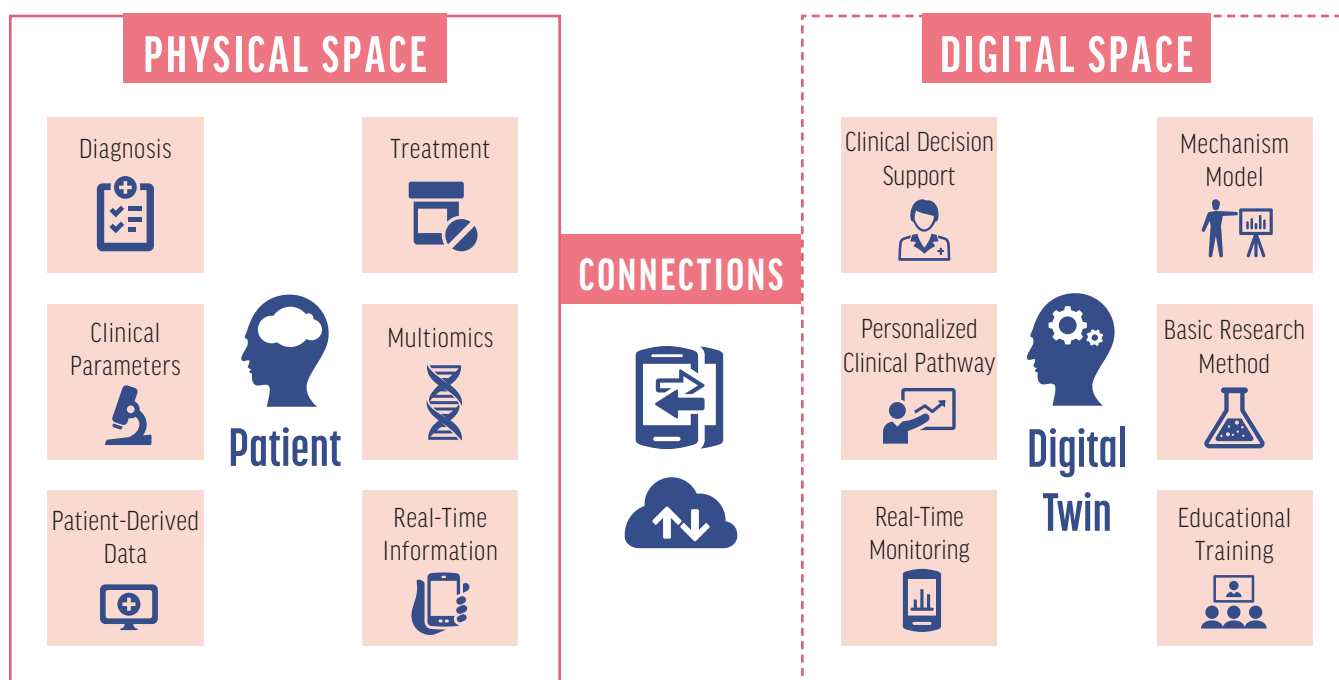 PHYSICAL SPACE
Diagnosis
Treatment
Clinical
Parameters
Multiomics
Patient
Patient-Derived
Data
Real-Time
Information
CONNECTIONS
DIGITAL SPACE
Clinical Decision
Support
Mechanism
Model
Personalized
Clinical Pathway
Basic Research
Method
Digital
Twin
Real-Time
Monitoring
Educational
Training